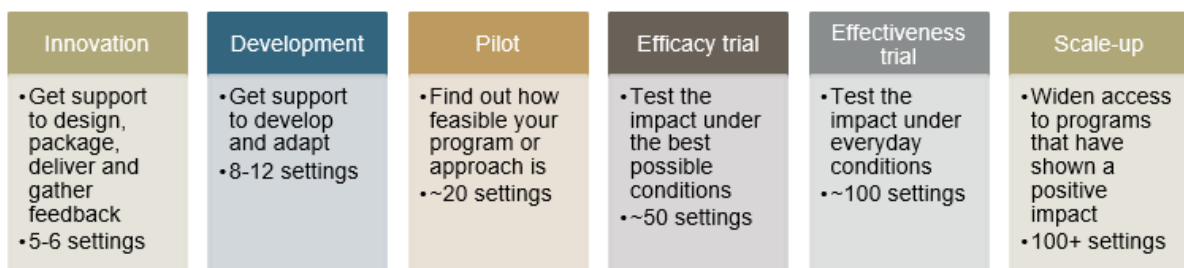 Innovation
•Get support
to design,
package,
deliver and
gather
feedback
•5-6 settings
Development
•Get support
to develop
and adapt
•8-12 settings
Pilot
•Find out how
feasible your
program or
approach is
•~20 settings
Efficacy trial
•Test the
impact under
the best
possible
conditions
•~50 settings
Effectiveness
trial
•Test the
impact under
everyday
conditions
•~100 settings
Scale-up
•Widen access
to programs
that have
shown a
positive
impact
•100+ settings